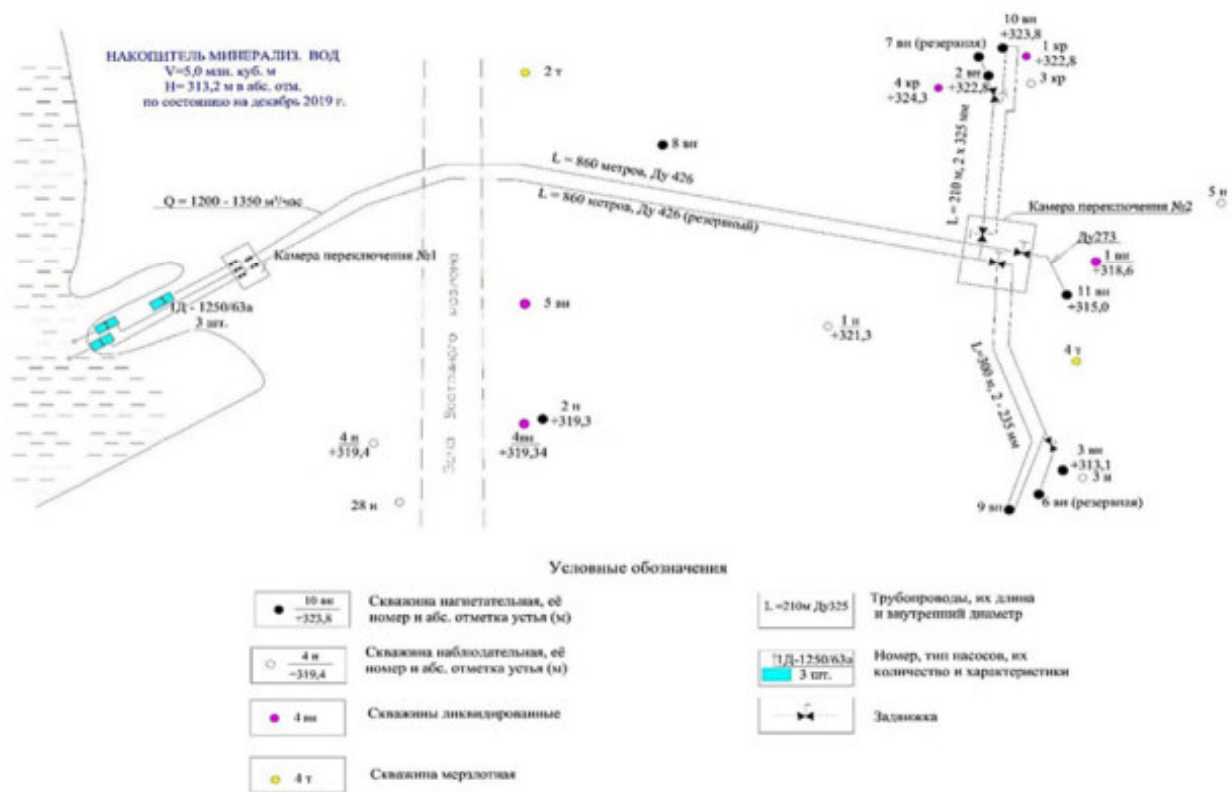 НАКОПИТЕЛЬ МИНЕРАЛИЗ. ВОД
V=5,0 млн. куб. м
H= 313,2 м в абс. отм.
по состоянию на декабрь 2019 г.
2 т
8 вн
7 вн (резервная)
10 вн
+323,8
1 кр
+322,8
3 кр
2 вн
+322,8
4 кр
+324,3
5 н
L = 210 м, 2 х 325 мм
L = 860 метров, Ду 426
L = 860 метров, Ду 426 (резервный)
Q = 1200 - 1350 м³/час
Камера переключения №1
Камера переключения №2
Ду273
1 вн
+318,6
11 вн
+315,0
1Д - 1250/63а
3 шт.
5 вн
1 н
+321,3
4 т
L=300 м, 2 - 235 мм
2 н
+319,3
4вн
+319,34
4 н
+319,4
28 н
3 вн
+313,1
3 н
6 вн (резервная)
9 вн
Условные обозначения
10 вн
+323,8
Скважина нагнетательная, её
номер и абс. отметка устья (м)
4 н
+319,4
Скважина наблюдательная, её
номер и абс. отметка устья (м)
4 вн
Скважины ликвидированные
4 т
Скважина мерзлотная
L =210м Ду325
Трубопроводы, их длина
и внутренний диаметр
1Д-1250/63а
3 шт.
Номер, тип насосов, их
количество и характеристики
Задвижка